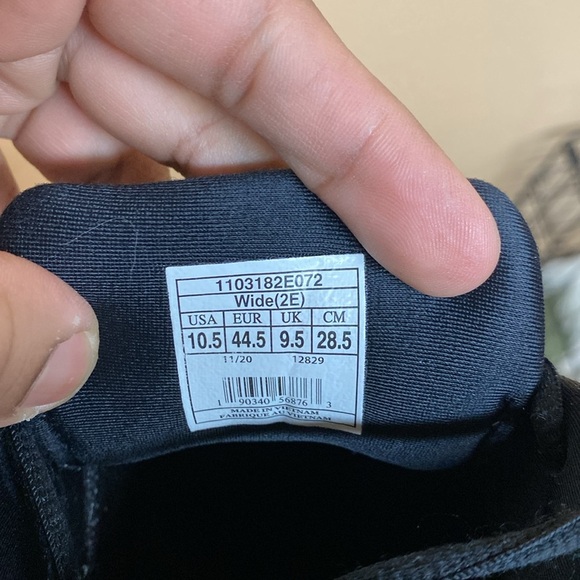 1103182E072
Wide(2E)
USA EUR UK CM
10.5 44.5 9.5 28.5
11/20 12829
1 90340 56876 3
MADE IN VIETNAM
FABRIQUE AU VIETNAM